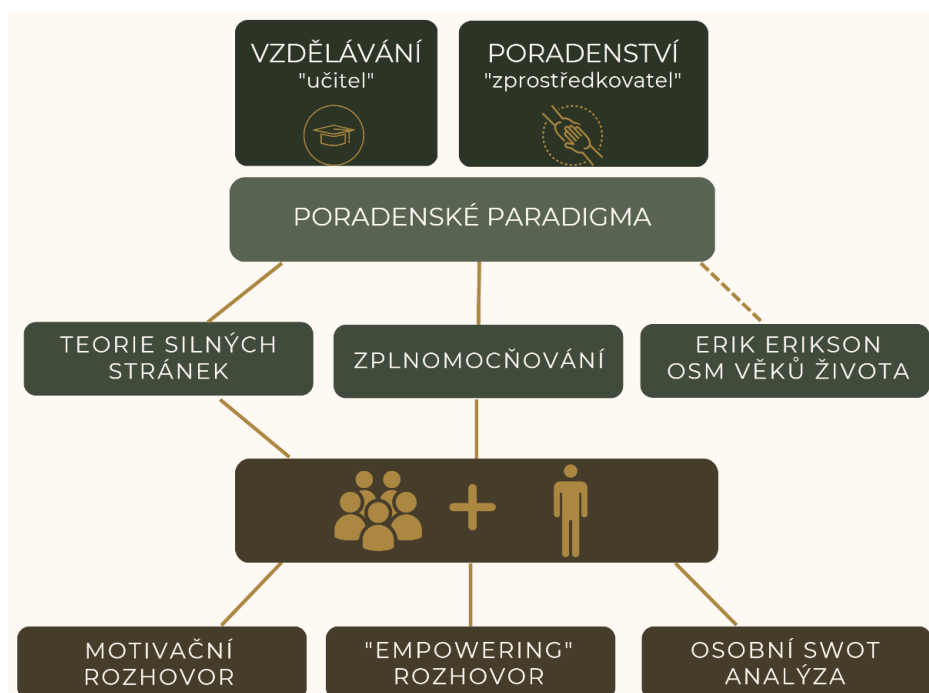 VZDĚLÁVÁNÍ
"učitel"
PORADENSTVÍ
"zprostředkovatel"
PORADENSKÉ PARADIGMA
TEORIE SILNÝCH
STRÁNEK
ZPLNOMOCŇOVÁNÍ
ERIK ERIKSON
OSM VĚKŮ ŽIVOTA
MOTIVAČNÍ
ROZHOVOR
"EMPOWERING"
ROZHOVOR
OSOBNÍ SWOT
ANALÝZA